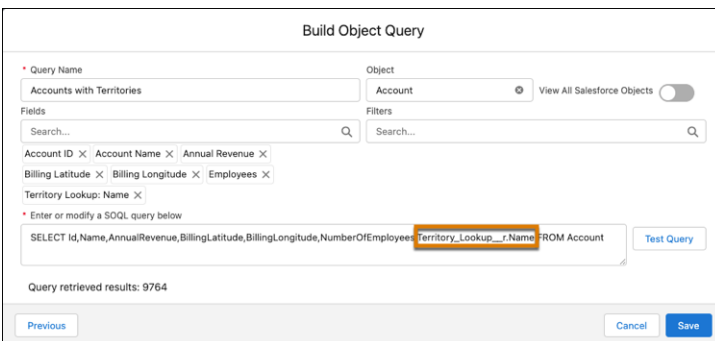 Build Object Query
* Query Name
Object
Accounts with Territories
Account
View All Salesforce Objects
Fields
Filters
Search...
Search...
Account ID × Account Name × Annual Revenue ×
Billing Latitude × Billing Longitude × Employees ×
Territory Lookup: Name ×
* Enter or modify a SOQL query below
SELECT Id,Name,AnnualRevenue,BillingLatitude,BillingLongitude,NumberOfEmployees,Territory_Lookup__r.Name FROM Account
Test Query
Query retrieved results: 9764
Previous
Cancel
Save